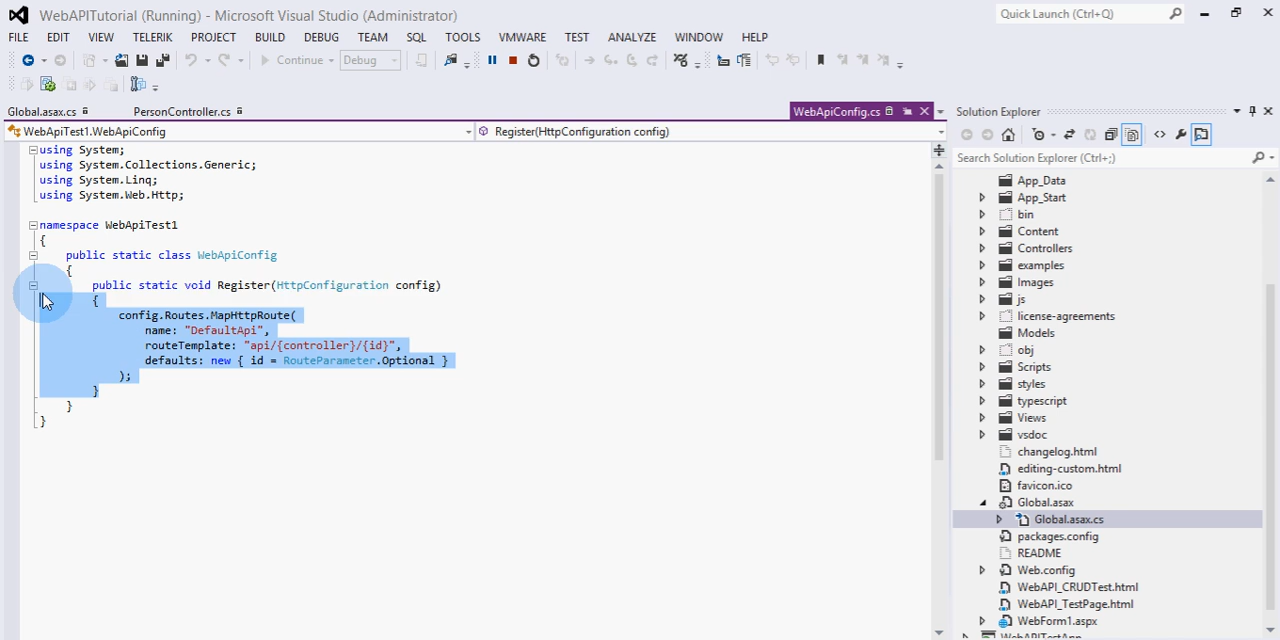 WebAPITutorial (Running) - Microsoft Visual Studio (Administrator)
Quick Launch (Ctrl+Q)
FILE EDIT VIEW TELERIK PROJECT BUILD DEBUG TEAM SQL TOOLS VMWARE TEST ANALYZE WINDOW HELP
Continue Debug
Global.asax.cs PersonController.cs WebApiConfig.cs
WebApiTest1.WebApiConfig Register(HttpConfiguration config)
using System;
using System.Collections.Generic;
using System.Linq;
using System.Web.Http;
namespace WebApiTest1
{
public static class WebApiConfig
{
public static void Register(HttpConfiguration config)
{
config.Routes.MapHttpRoute(
name: "DefaultApi",
routeTemplate: "api/{controller}/{id}",
defaults: new { id = RouteParameter.Optional }
);
}
}
}
Solution Explorer
Search Solution Explorer (Ctrl+;)
App_Data
App_Start
bin
Content
Controllers
examples
Images
js
license-agreements
Models
obj
Scripts
styles
typescript
Views
vsdoc
changelog.html
editing-custom.html
favicon.ico
Global.asax
Global.asax.cs
packages.config
README
Web.config
WebAPI_CRUDTest.html
WebAPI_TestPage.html
WebForm1.aspx
WebAPITestApp